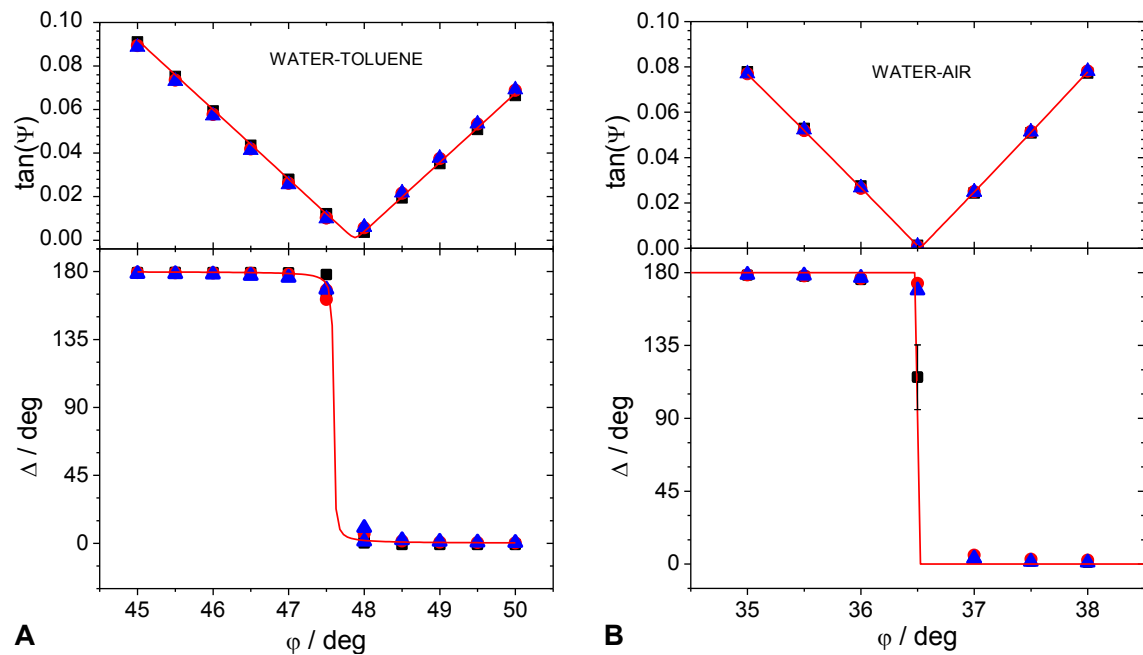 0.10
0.08
0.06
0.04
0.02
0.00
tan(Ψ)
WATER-TOLUENE
180
135
90
45
0
Δ / deg
45 46 47 48 49 50
φ / deg
A
0.10
0.08
0.06
0.04
0.02
0.00
tan(Ψ)
WATER-AIR
180
135
90
45
0
Δ / deg
35 36 37 38
φ / deg
B